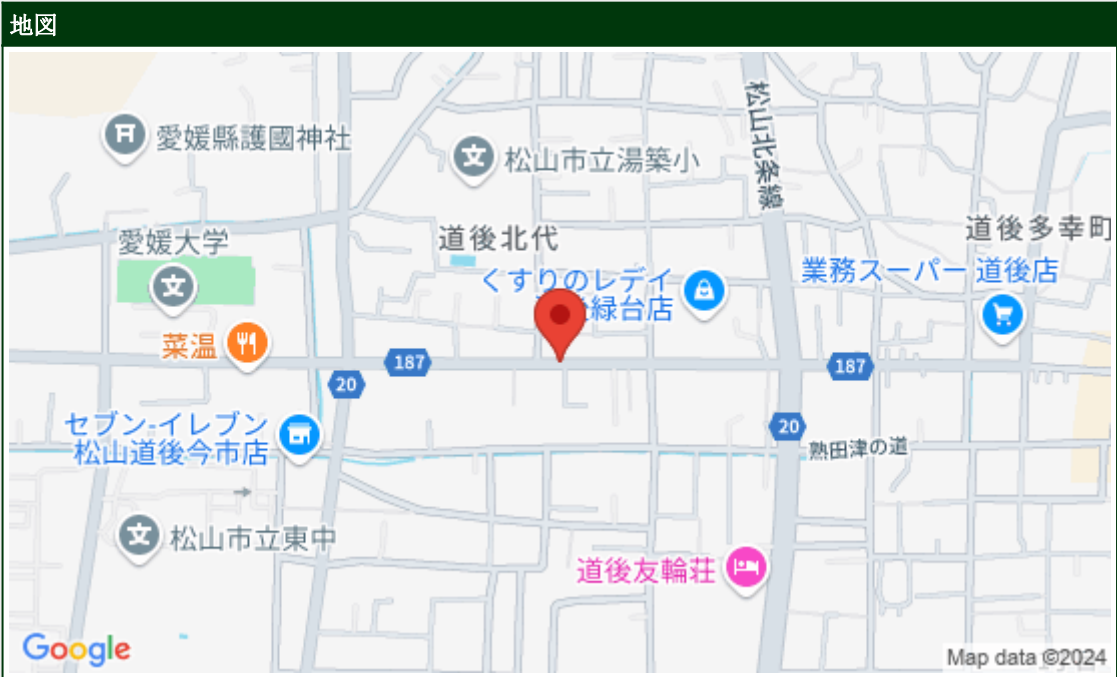 地図
愛媛縣護國神社
松山市立湯築小
松山北条線
愛媛大学
道後北代
道後多幸町
くすりのレデイ
緑台店
業務スーパー 道後店
菜温
187
187
20
セブン-イレブン
松山道後今市店
20
熟田津の道
松山市立東中
道後友輪荘
Google
Map data ©2024